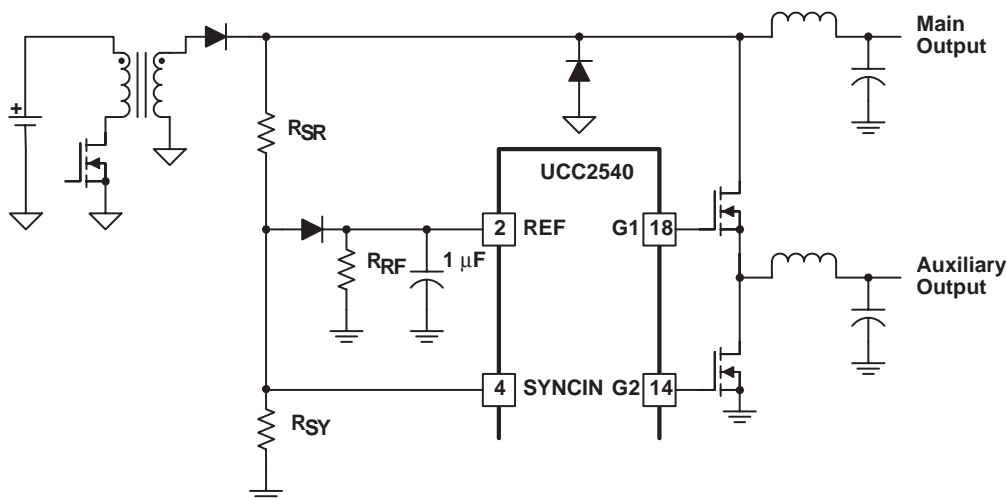 Main
Output
+
RSR
UCC2540
2 REF
G1 18
RRF
1 µF
Auxiliary
Output
4 SYNCIN
G2 14
RSY